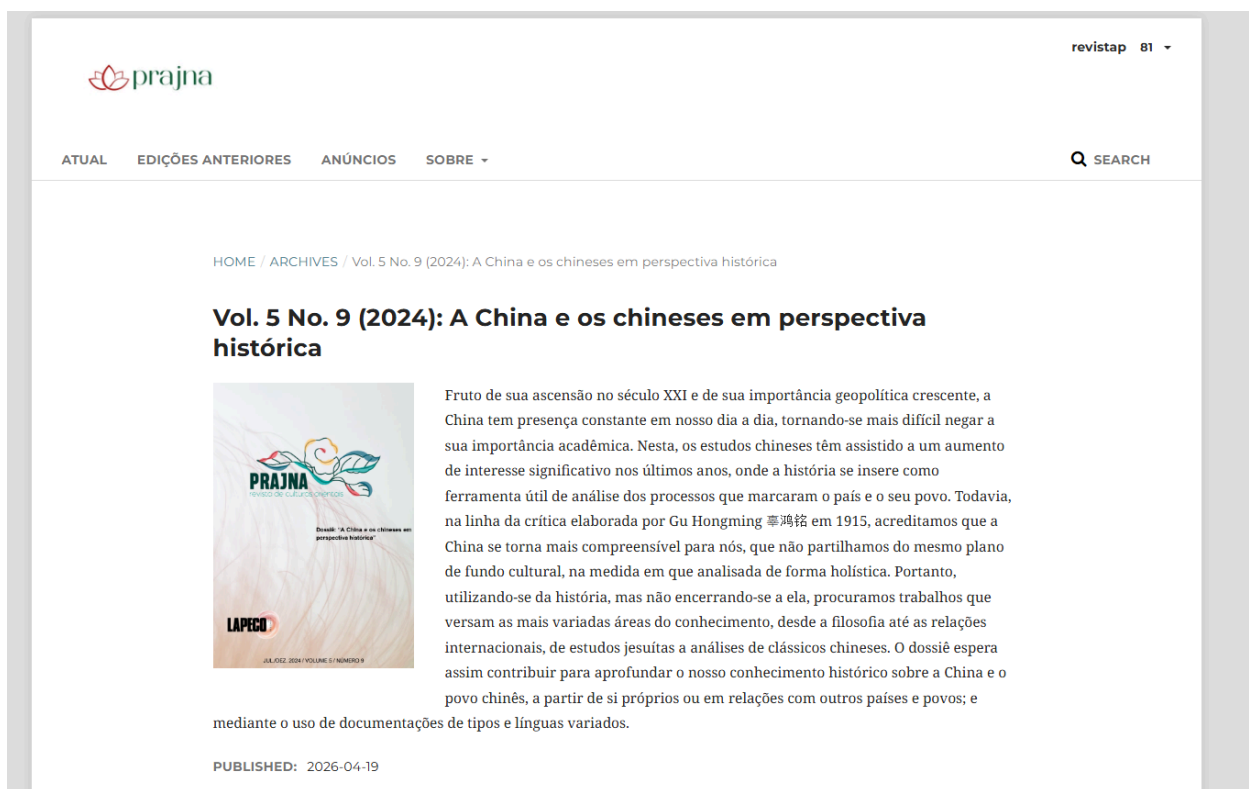 revistap 81
prajna
ATUAL EDIÇÕES ANTERIORES ANÚNCIOS SOBRE SEARCH
HOME / ARCHIVES / Vol. 5 No. 9 (2024): A China e os chineses em perspectiva histórica
Vol. 5 No. 9 (2024): A China e os chineses em perspectiva
histórica
PRAJNA
revista de culturas orientais
Dossiê: "A China e os chineses em
perspectiva histórica"
LAPECO
JUL./DEZ. 2024 / VOLUME 5 / NÚMERO 9
Fruto de sua ascensão no século XXI e de sua importância geopolítica crescente, a
China tem presença constante em nosso dia a dia, tornando-se mais difícil negar a
sua importância acadêmica. Nesta, os estudos chineses têm assistido a um aumento
de interesse significativo nos últimos anos, onde a história se insere como
ferramenta útil de análise dos processos que marcaram o país e o seu povo. Todavia,
na linha da crítica elaborada por Gu Hongming 辜鸿铭 em 1915, acreditamos que a
China se torna mais compreensível para nós, que não partilhamos do mesmo plano
de fundo cultural, na medida em que analisada de forma holística. Portanto,
utilizando-se da história, mas não encerrando-se a ela, procuramos trabalhos que
versam as mais variadas áreas do conhecimento, desde a filosofia até as relações
internacionais, de estudos jesuítas a análises de clássicos chineses. O dossiê espera
assim contribuir para aprofundar o nosso conhecimento histórico sobre a China e o
povo chinês, a partir de si próprios ou em relações com outros países e povos; e
mediante o uso de documentações de tipos e línguas variados.
PUBLISHED: 2026-04-19